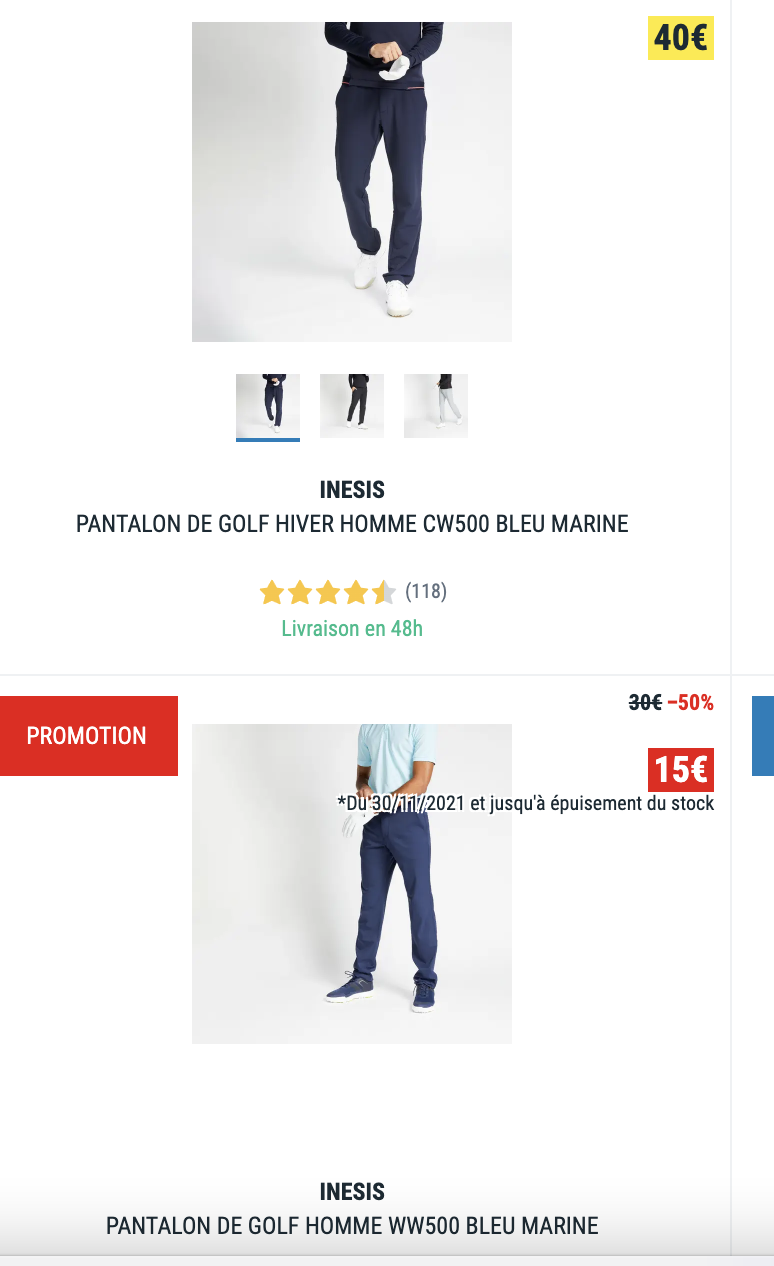 40€
INESIS
PANTALON DE GOLF HIVER HOMME CW500 BLEU MARINE
(118)
Livraison en 48h
PROMOTION
30€ −50%
15€
*Du 30/11/2021 et jusqu'à épuisement du stock
INESIS
PANTALON DE GOLF HOMME WW500 BLEU MARINE